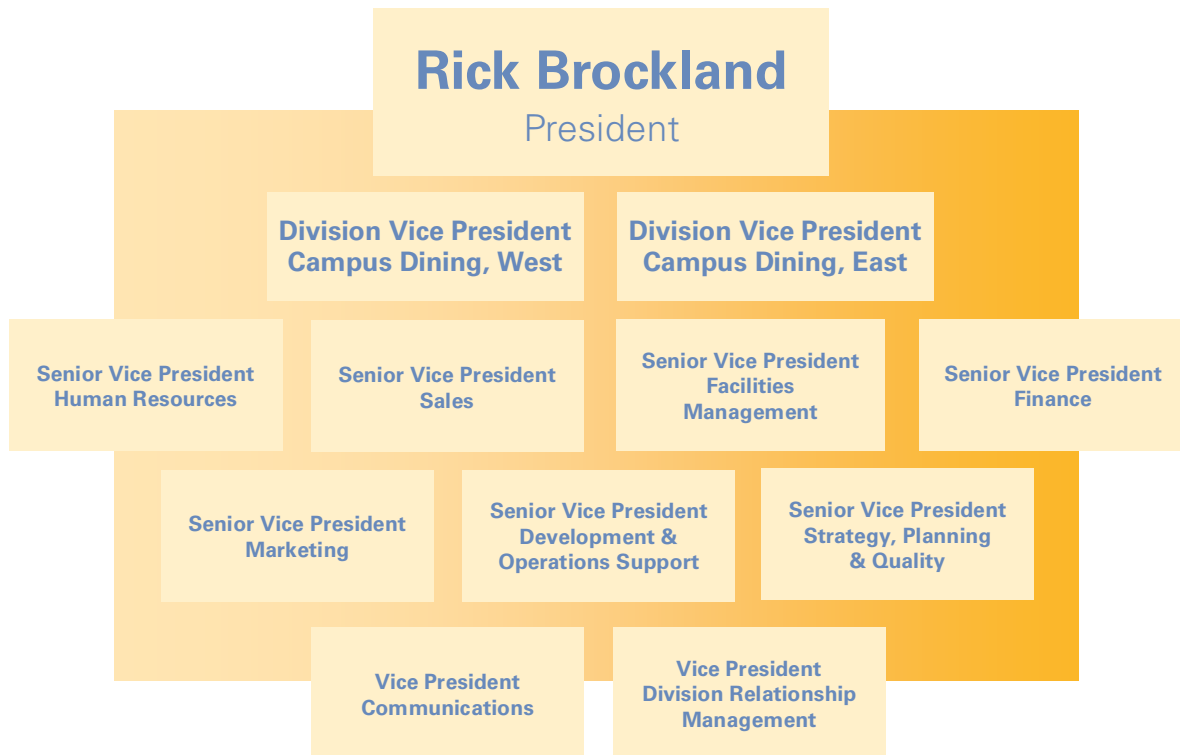 Rick Brockland
President
Division Vice President
Campus Dining, West
Division Vice President
Campus Dining, East
Senior Vice President
Human Resources
Senior Vice President
Sales
Senior Vice President
Facilities
Management
Senior Vice President
Finance
Senior Vice President
Marketing
Senior Vice President
Development &
Operations Support
Senior Vice President
Strategy, Planning
& Quality
Vice President
Communications
Vice President
Division Relationship
Management